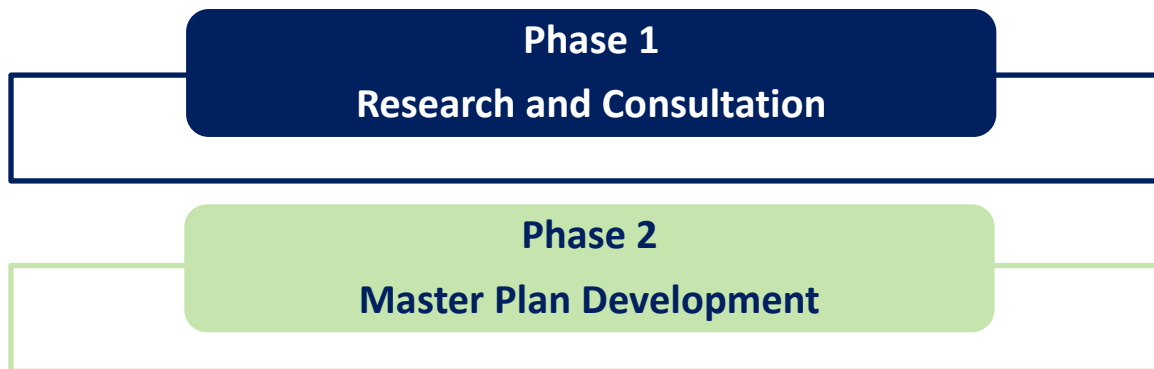 Phase 1
Research and Consultation
Phase 2
Master Plan Development